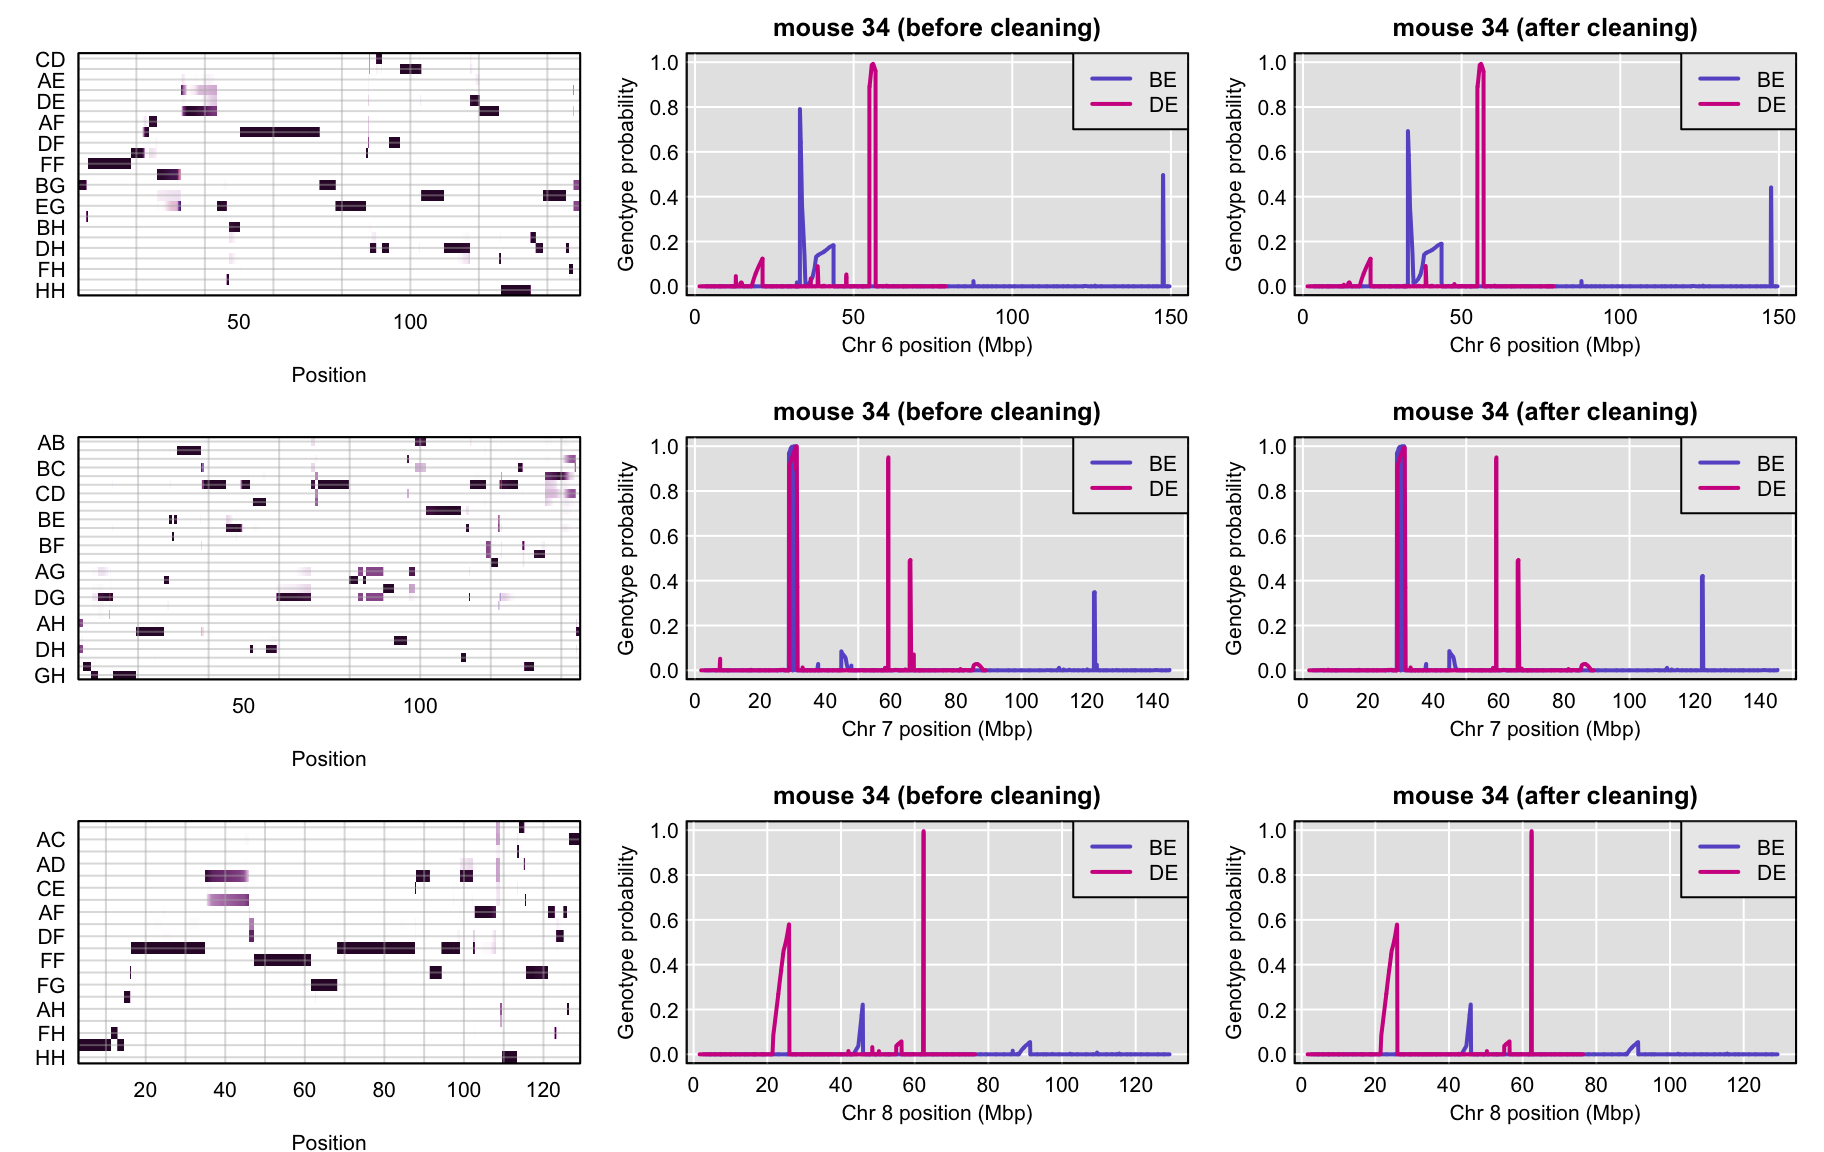 CD
AE
DE
AF
DF
FF
BG
EG
BH
DH
FH
HH
50 100
Position
mouse 34 (before cleaning)
Genotype probability
1.0
0.8
0.6
0.4
0.2
0.0
BE
DE
0 50 100 150
Chr 6 position (Mbp)
mouse 34 (after cleaning)
Genotype probability
1.0
0.8
0.6
0.4
0.2
0.0
BE
DE
0 50 100 150
Chr 6 position (Mbp)
AB
BC
CD
BE
BF
AG
DG
AH
DH
GH
50 100
Position
mouse 34 (before cleaning)
Genotype probability
1.0
0.8
0.6
0.4
0.2
0.0
BE
DE
0 20 40 60 80 100 120 140
Chr 7 position (Mbp)
mouse 34 (after cleaning)
Genotype probability
1.0
0.8
0.6
0.4
0.2
0.0
BE
DE
0 20 40 60 80 100 120 140
Chr 7 position (Mbp)
AC
AD
CE
AF
DF
FF
FG
AH
FH
HH
20 40 60 80 100 120
Position
mouse 34 (before cleaning)
Genotype probability
1.0
0.8
0.6
0.4
0.2
0.0
BE
DE
0 20 40 60 80 100 120
Chr 8 position (Mbp)
mouse 34 (after cleaning)
Genotype probability
1.0
0.8
0.6
0.4
0.2
0.0
BE
DE
0 20 40 60 80 100 120
Chr 8 position (Mbp)